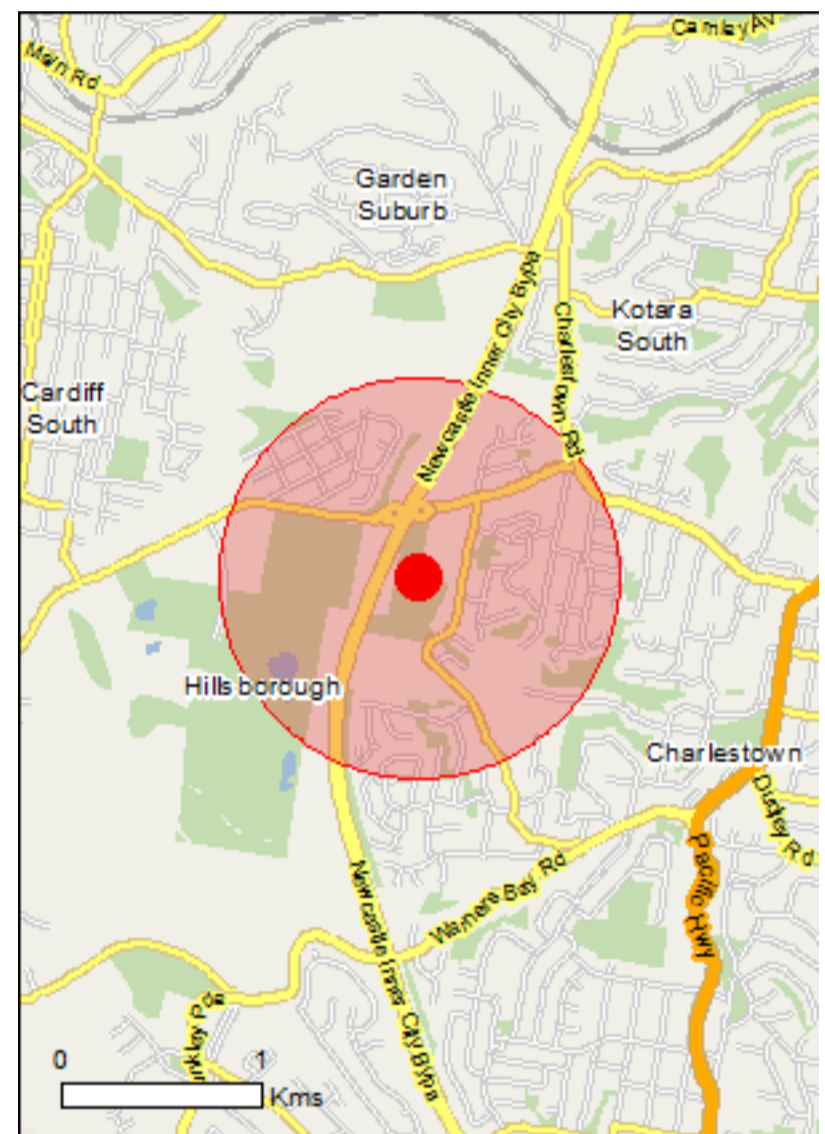 Carnley Av
Main Rd
Garden
Suburb
Newcastle Inner City Bypa
Kotara
South
Charlestown Rd
Cardiff
South
Hillsborough
Charlestown
Dudley Rd
Pacific Hwy
Warners Bay Rd
Newcastle Inner City Bypa
0 1
Kms